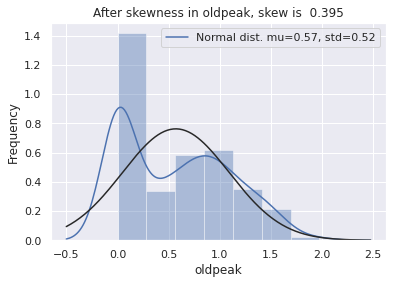 After skewness in oldpeak, skew is  0.395
Normal dist. mu=0.57, std=0.52
Frequency
1.4
1.2
1.0
0.8
0.6
0.4
0.2
0.0
−0.5 0.0 0.5 1.0 1.5 2.0 2.5
oldpeak